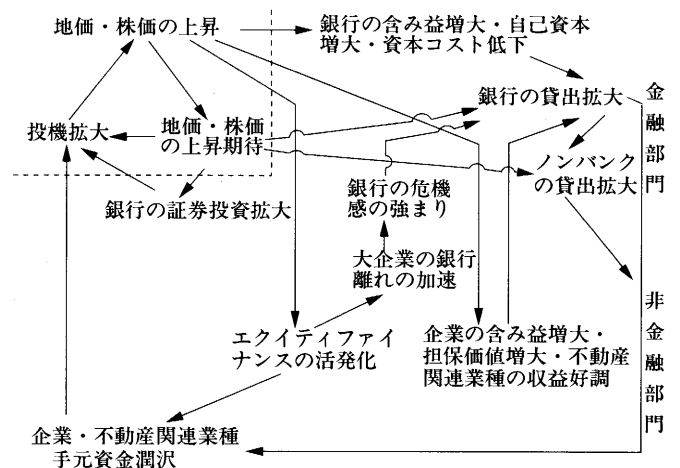 地価・株価の上昇
銀行の含み益増大・自己資本
増大・資本コスト低下
銀行の貸出拡大
金融部門
投機拡大
地価・株価
の上昇期待
ノンバンク
の貸出拡大
銀行の証券投資拡大
銀行の危機
感の強まり
大企業の銀行
離れの加速
非金融部門
エクイティファイ
ナンスの活発化
企業の含み益増大・
担保価値増大・不動産
関連業種の収益好調
企業・不動産関連業種
手元資金潤沢